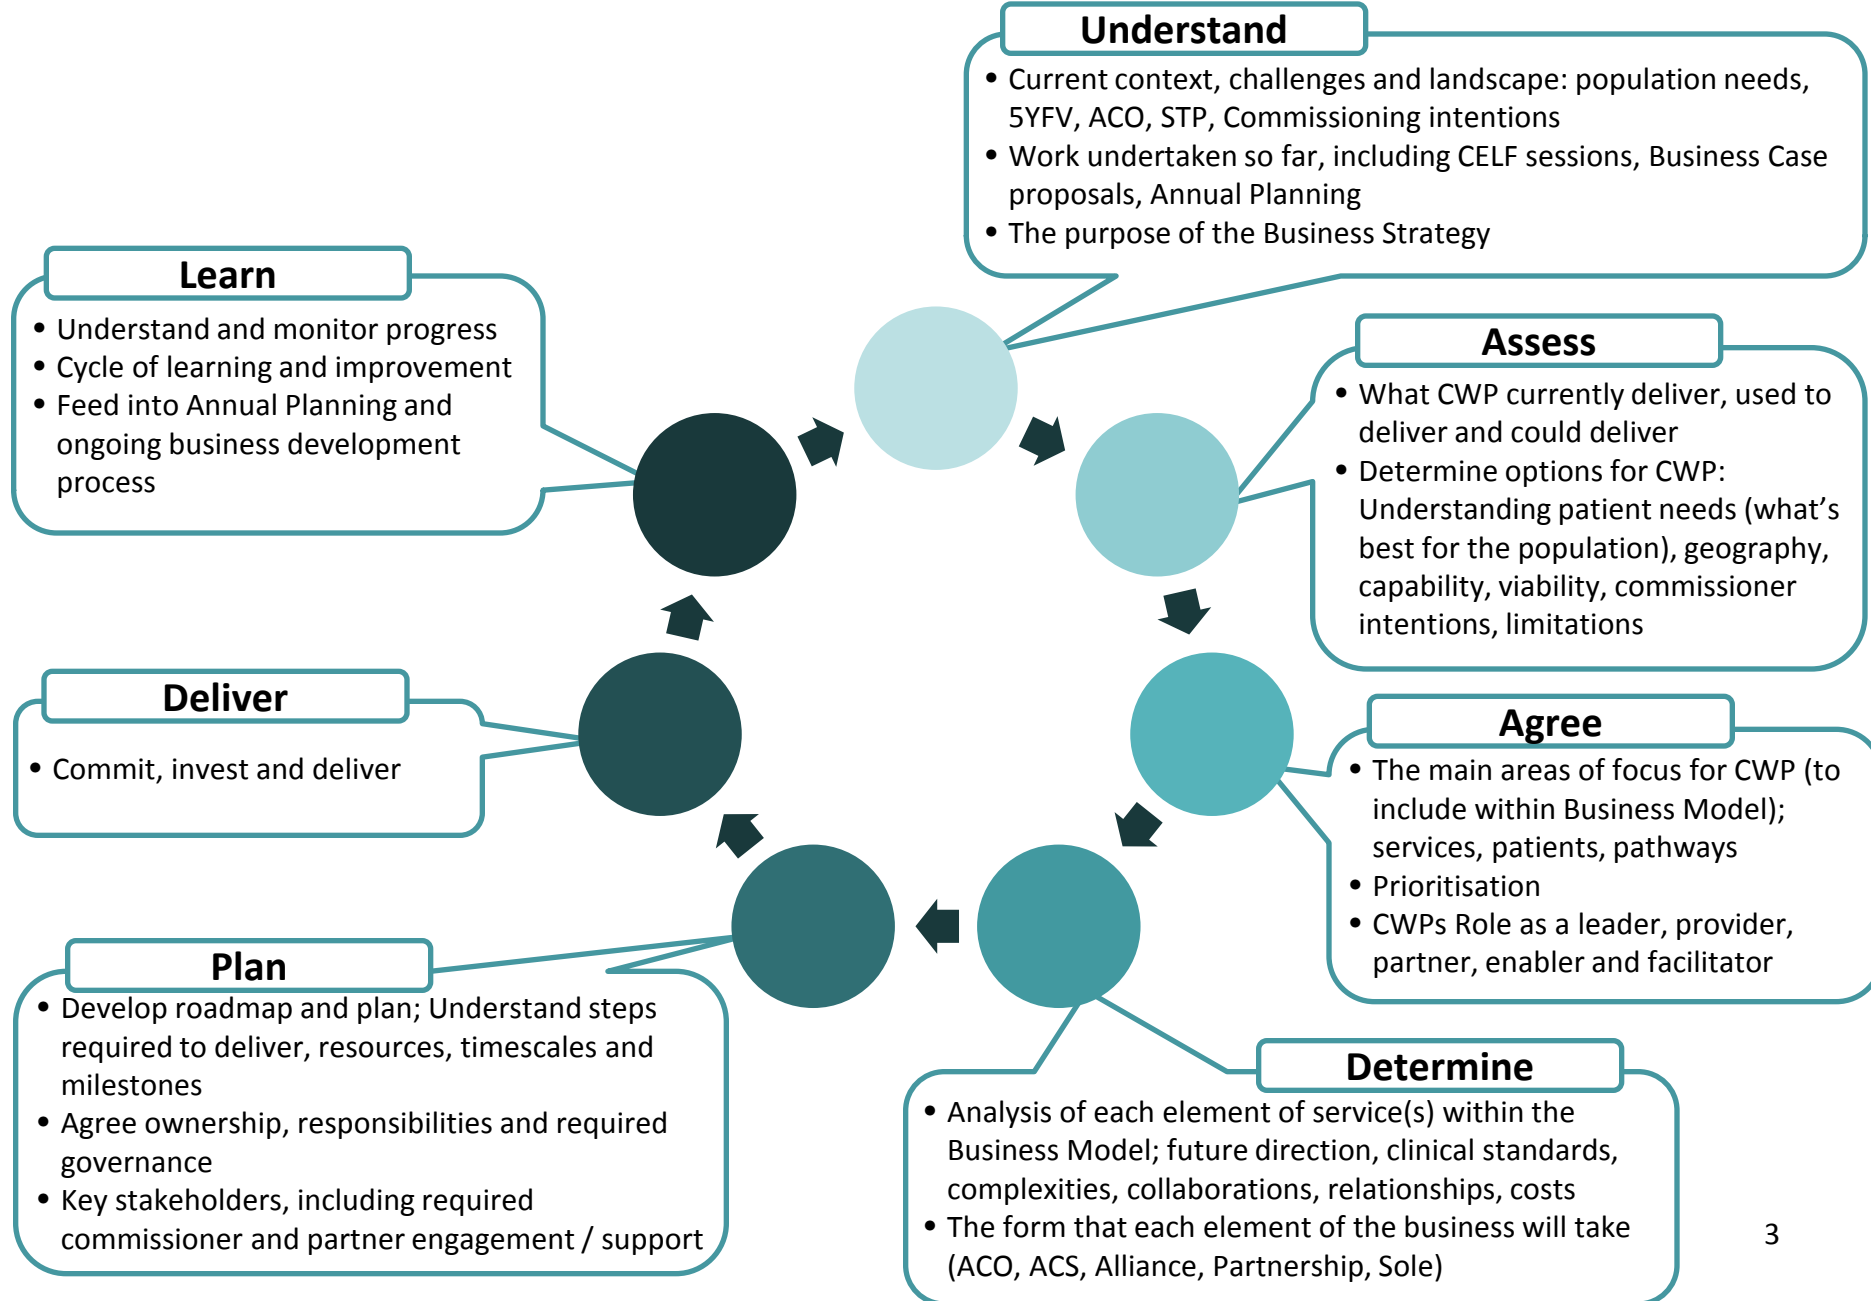 Understand
• Current context, challenges and landscape: population needs,
5YFV, ACO, STP, Commissioning intentions
• Work undertaken so far, including CELF sessions, Business Case
proposals, Annual Planning
• The purpose of the Business Strategy
Assess
• What CWP currently deliver, used to
deliver and could deliver
• Determine options for CWP:
Understanding patient needs (what’s
best for the population), geography,
capability, viability, commissioner
intentions, limitations
Agree
• The main areas of focus for CWP (to
include within Business Model);
services, patients, pathways
• Prioritisation
• CWPs Role as a leader, provider,
partner, enabler and facilitator
Determine
• Analysis of each element of service(s) within the
Business Model; future direction, clinical standards,
complexities, collaborations, relationships, costs
• The form that each element of the business will take
(ACO, ACS, Alliance, Partnership, Sole)
Plan
• Develop roadmap and plan; Understand steps
required to deliver, resources, timescales and
milestones
• Agree ownership, responsibilities and required
governance
• Key stakeholders, including required
commissioner and partner engagement / support
Deliver
• Commit, invest and deliver
Learn
• Understand and monitor progress
• Cycle of learning and improvement
• Feed into Annual Planning and
ongoing business development
process
3